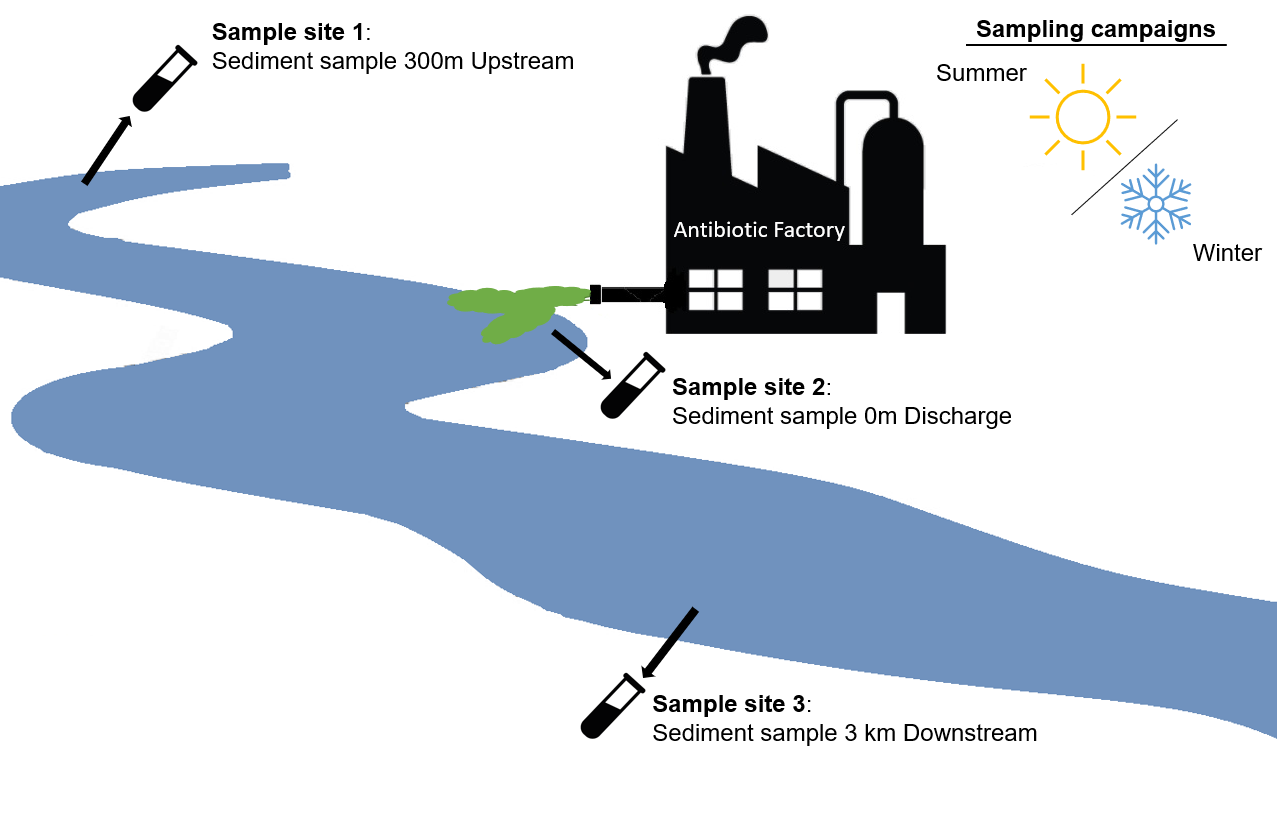 Sample site 1:
Sediment sample 300m Upstream
Sampling campaigns
Summer
Winter
Antibiotic Factory
Sample site 2:
Sediment sample 0m Discharge
Sample site 3:
Sediment sample 3 km Downstream